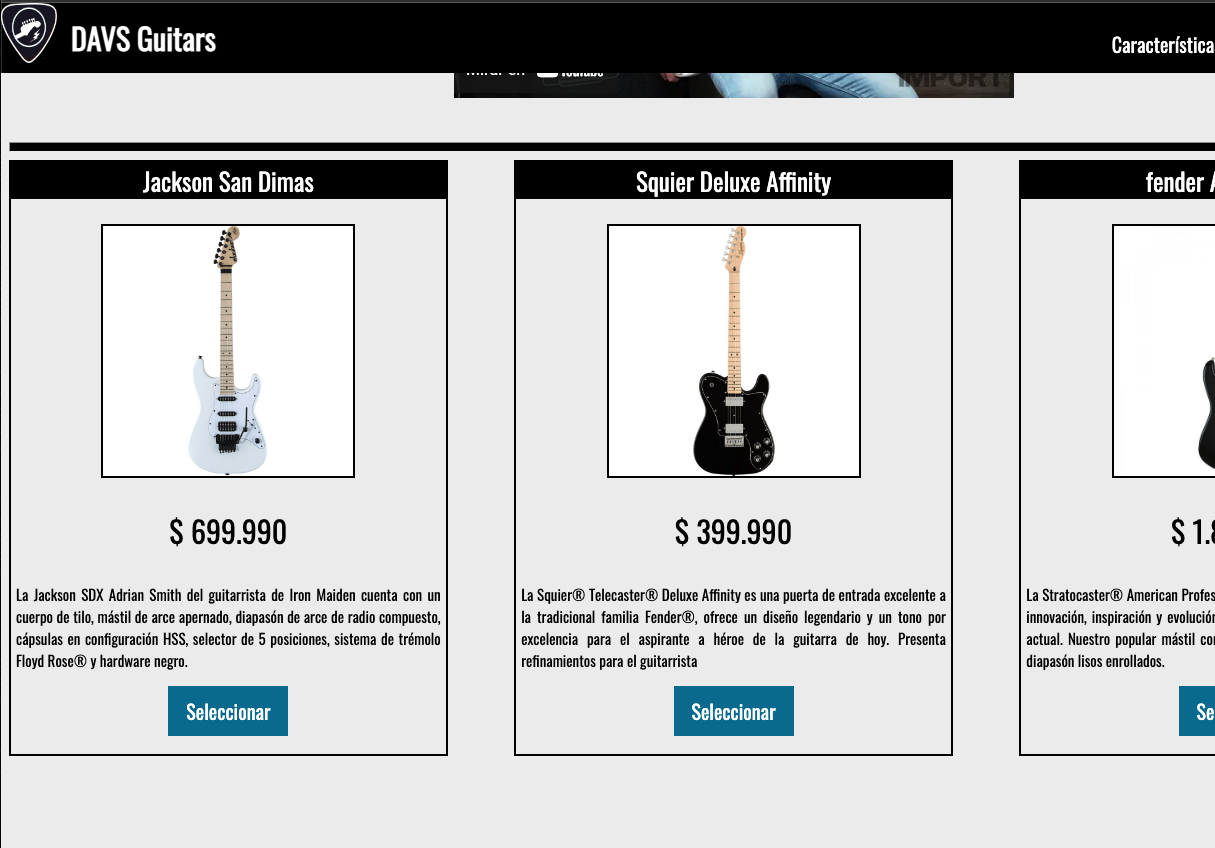 DAVS Guitars
Característica
Mirar en YouTube
IMPORT
Jackson San Dimas
$ 699.990
La Jackson SDX Adrian Smith del guitarrista de Iron Maiden cuenta con un
cuerpo de tilo, mástil de arce apernado, diapasón de arce de radio compuesto,
cápsulas en configuración HSS, selector de 5 posiciones, sistema de trémolo
Floyd Rose® y hardware negro.
Seleccionar
Squier Deluxe Affinity
$ 399.990
La Squier® Telecaster® Deluxe Affinity es una puerta de entrada excelente a
la tradicional familia Fender®, ofrece un diseño legendario y un tono por
excelencia para el aspirante a héroe de la guitarra de hoy. Presenta
refinamientos para el guitarrista
Seleccionar
fender A
$ 1.8
La Stratocaster® American Profes
innovación, inspiración y evolución
actual. Nuestro popular mástil co
diapasón lisos enrollados.
Se